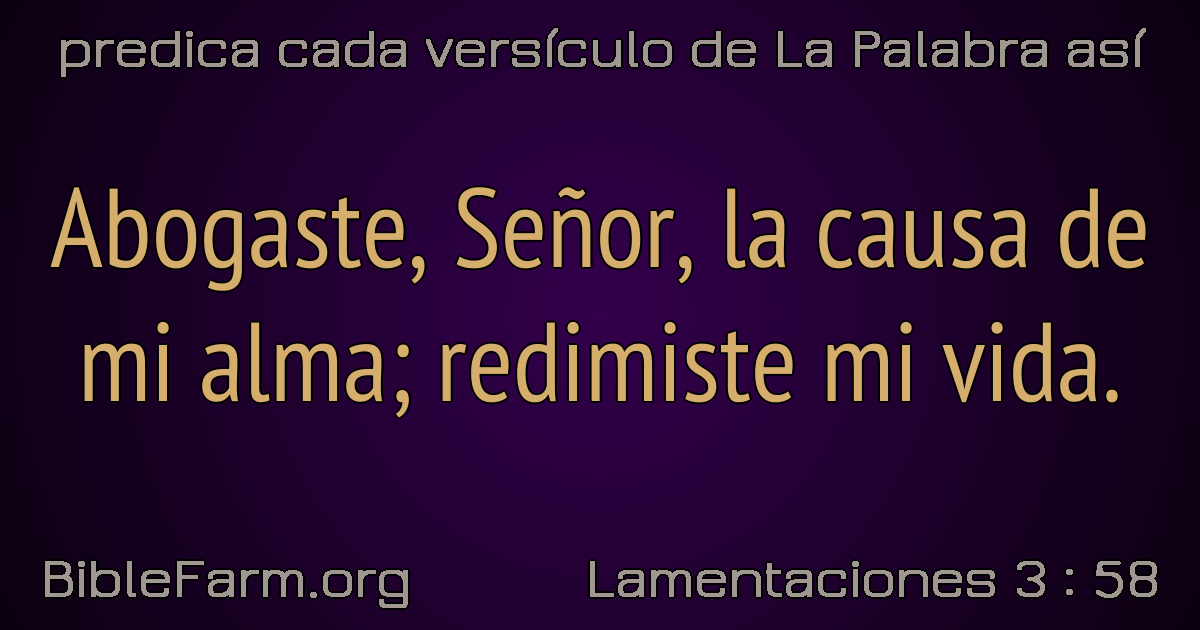 predica cada versículo de La Palabra así
Abogaste, Señor, la causa de
mi alma; redimiste mi vida.
BibleFarm.org
Lamentaciones 3 : 58